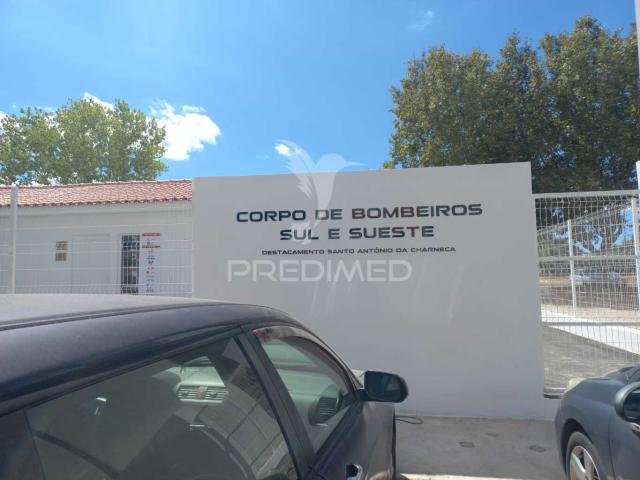 CORPO DE BOMBEIROS
SUL E SUESTE
DESTACAMENTO SANTO ANTÓNIO DA CHARNECA
PREDIMED